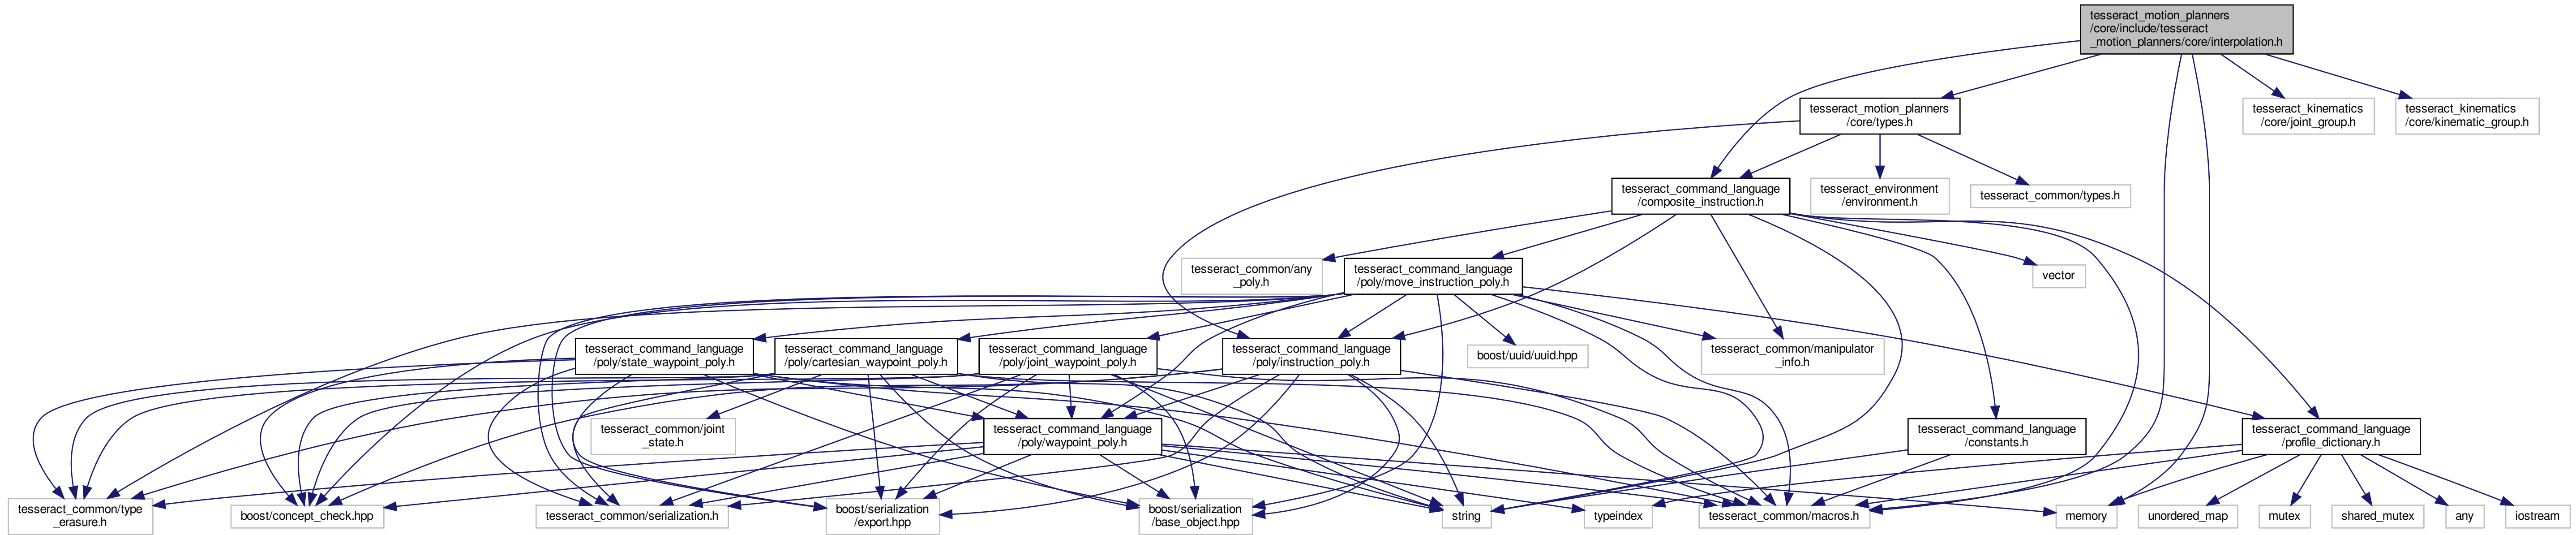 tesseract_motion_planners
/core/include/tesseract
_motion_planners/core/interpolation.h
tesseract_motion_planners
/core/types.h
tesseract_kinematics
/core/joint_group.h
tesseract_kinematics
/core/kinematic_group.h
tesseract_command_language
/composite_instruction.h
tesseract_environment
/environment.h
tesseract_common/types.h
tesseract_common/any
_poly.h
tesseract_command_language
/poly/move_instruction_poly.h
vector
tesseract_command_language
/poly/state_waypoint_poly.h
tesseract_command_language
/poly/cartesian_waypoint_poly.h
tesseract_command_language
/poly/joint_waypoint_poly.h
tesseract_command_language
/poly/instruction_poly.h
boost/uuid/uuid.hpp
tesseract_common/manipulator
_info.h
tesseract_common/joint
_state.h
tesseract_command_language
/poly/waypoint_poly.h
tesseract_command_language
/constants.h
tesseract_command_language
/profile_dictionary.h
tesseract_common/type
_erasure.h
boost/concept_check.hpp
tesseract_common/serialization.h
boost/serialization
/export.hpp
boost/serialization
/base_object.hpp
string
typeindex
tesseract_common/macros.h
memory
unordered_map
mutex
shared_mutex
any
iostream